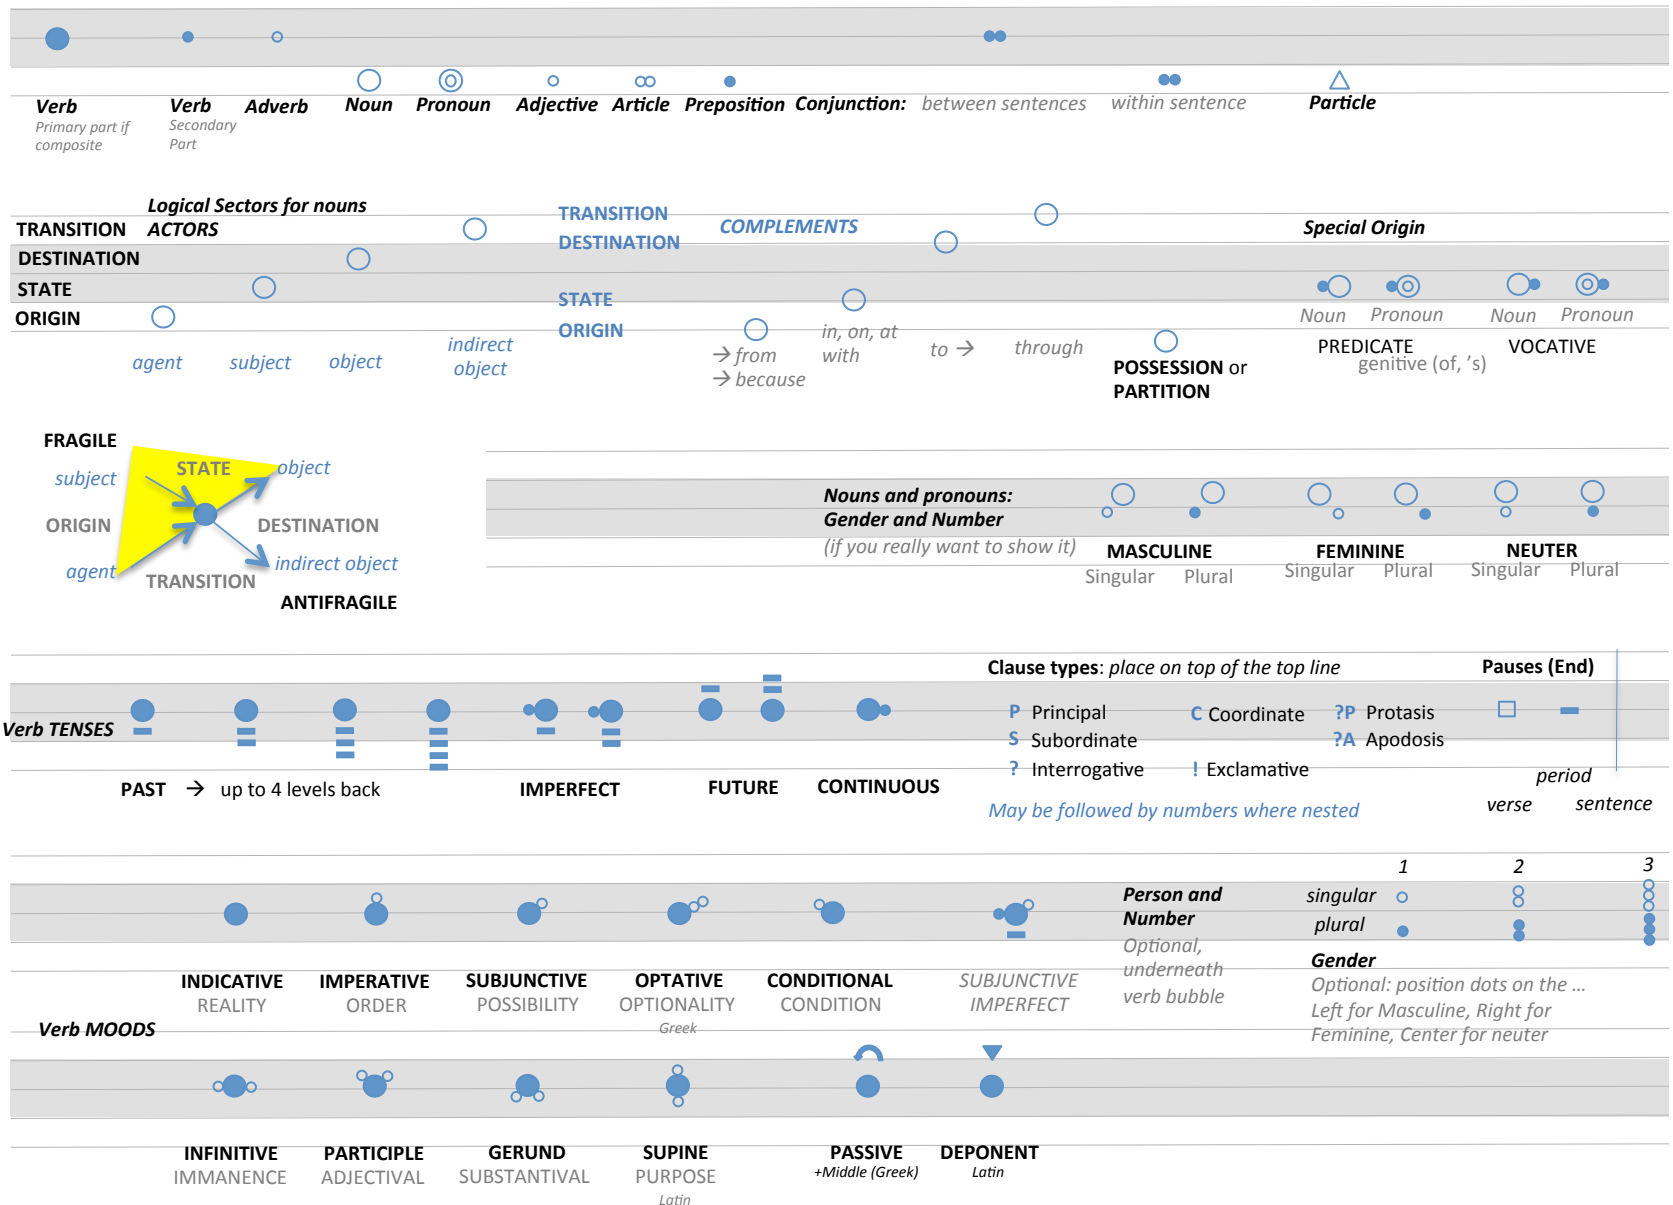 Verb Verb Adverb Noun Pronoun Adjective Article Preposition Conjunction: between sentences within sentence Particle
Primary part if composite
Secondary Part
Logical Sectors for nouns
ACTORS
TRANSITION
DESTINATION
STATE
ORIGIN
agent subject object indirect object
TRANSITION
DESTINATION
STATE
ORIGIN
COMPLEMENTS
→ from
→ because
in, on, at
with
to →
through
POSSESSION or
PARTITION
genitive (of, 's)
Special Origin
Noun Pronoun Noun Pronoun
PREDICATE VOCATIVE
FRAGILE
subject
STATE
object
ORIGIN
DESTINATION
agent
TRANSITION
indirect object
ANTIFRAGILE
Nouns and pronouns:
Gender and Number
(if you really want to show it)
MASCULINE FEMININE NEUTER
Singular Plural Singular Plural Singular Plural
Verb TENSES
PAST → up to 4 levels back IMPERFECT FUTURE CONTINUOUS
Clause types: place on top of the top line
P Principal C Coordinate ?P Protasis
S Subordinate ?A Apodosis
? Interrogative ! Exclamative
May be followed by numbers where nested
Pauses (End)
period
verse sentence
Verb MOODS
INDICATIVE IMPERATIVE SUBJUNCTIVE OPTATIVE CONDITIONAL SUBJUNCTIVE
REALITY ORDER POSSIBILITY OPTIONALITY CONDITION IMPERFECT
Greek
Person and
Number
Optional,
underneath
verb bubble
1 2 3
singular
plural
Gender
Optional: position dots on the ...
Left for Masculine, Right for
Feminine, Center for neuter
INFINITIVE PARTICIPLE GERUND SUPINE PASSIVE DEPONENT
IMMANENCE ADJECTIVAL SUBSTANTIVAL PURPOSE +Middle (Greek) Latin
Latin